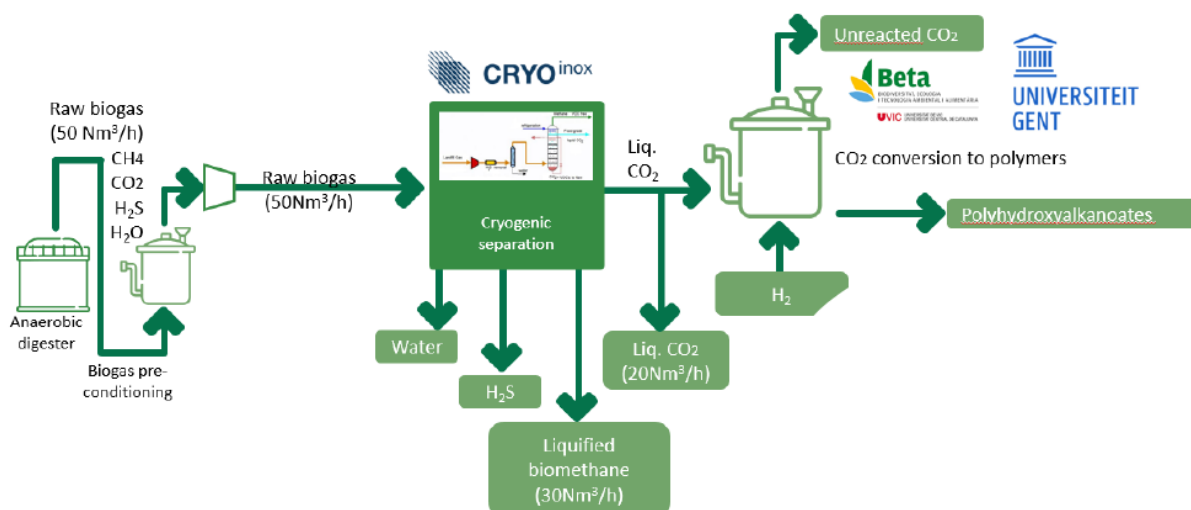 Raw biogas
(50 Nm³/h)
CH4
CO2
H₂S
H₂O
Anaerobic
digester
Biogas pre-
conditioning
Raw biogas
(50Nm³/h)
CRYOinox
Cryogenic
separation
Water
H₂S
Liquified
biomethane
(30Nm³/h)
Liq.
CO₂
Liq. CO₂
(20Nm³/h)
H₂
Unreacted CO₂
Beta
UVIC
UNIVERSITEIT
GENT
CO₂ conversion to polymers
Polyhydroxyalkanoates